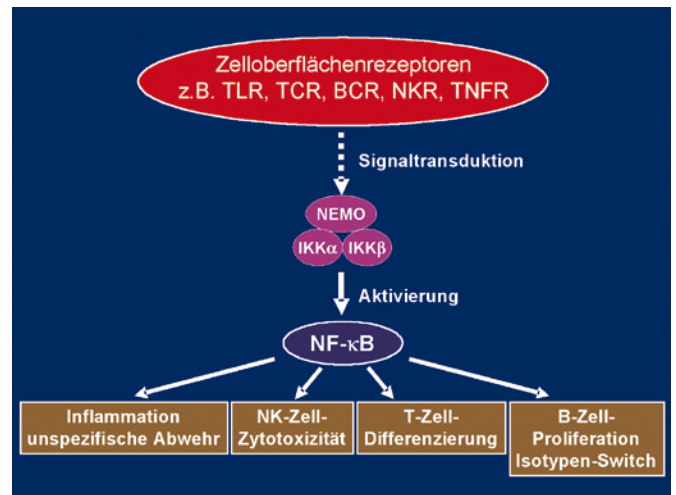 Zelloberflächenrezeptoren
z.B. TLR, TCR, BCR, NKR, TNFR
Signaltransduktion
NEMO
IKKα IKKβ
Aktivierung
NF-κB
Inflammation
unspezifische Abwehr
NK-Zell-
Zytotoxizität
T-Zell-
Differenzierung
B-Zell-
Proliferation
Isotypen-Switch